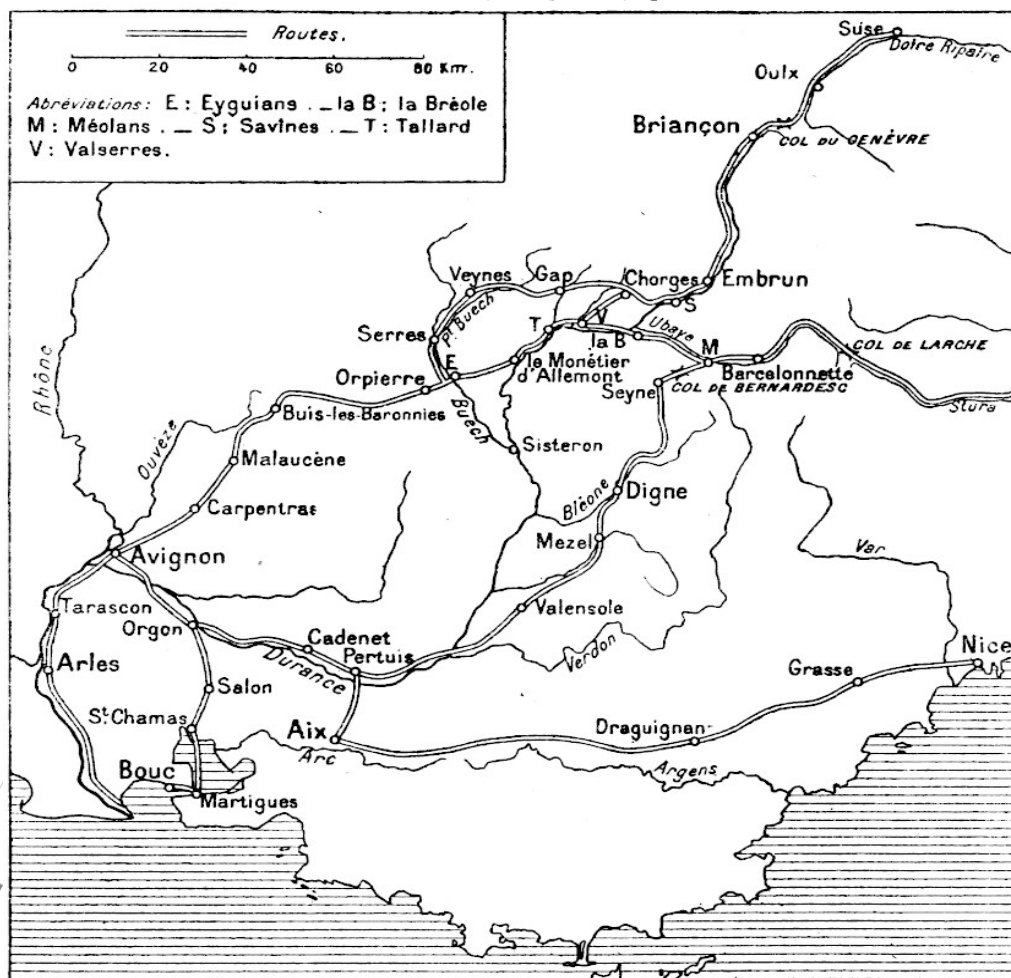 Routes.
0 20 40 60 80 Km.
Abréviations: E : Eyguians . _ la B ; la Bréole
M : Méolans . _ S ; Savines . _ T : Tallard
V : Valserres.
Suse
Doire Ripaire
Oulx
Briançon
COL DU GENÈVRE
Veynes
Gap
Chorges
Embrun
S
Pt Buech
Serres
T
V
Ubaye
la B
M
COL DE LARCHE
E
le Monétier
d'Allemont
Barcelonnette
Orpierre
COL DE BERNARDESC
Seyne
Stura
Rhône
Buis-les-Baronnies
Buech
Ouvèze
Sisteron
Malaucène
Digne
Bléone
Carpentras
Mezel
Avignon
Var
Tarascon
Valensole
Orgon
Cadenet
Pertuis
Verdon
Durance
Nice
Arles
Grasse
Salon
St Chamas
Aix
Draguignan
Arc
Argens
Bouc
Martigues